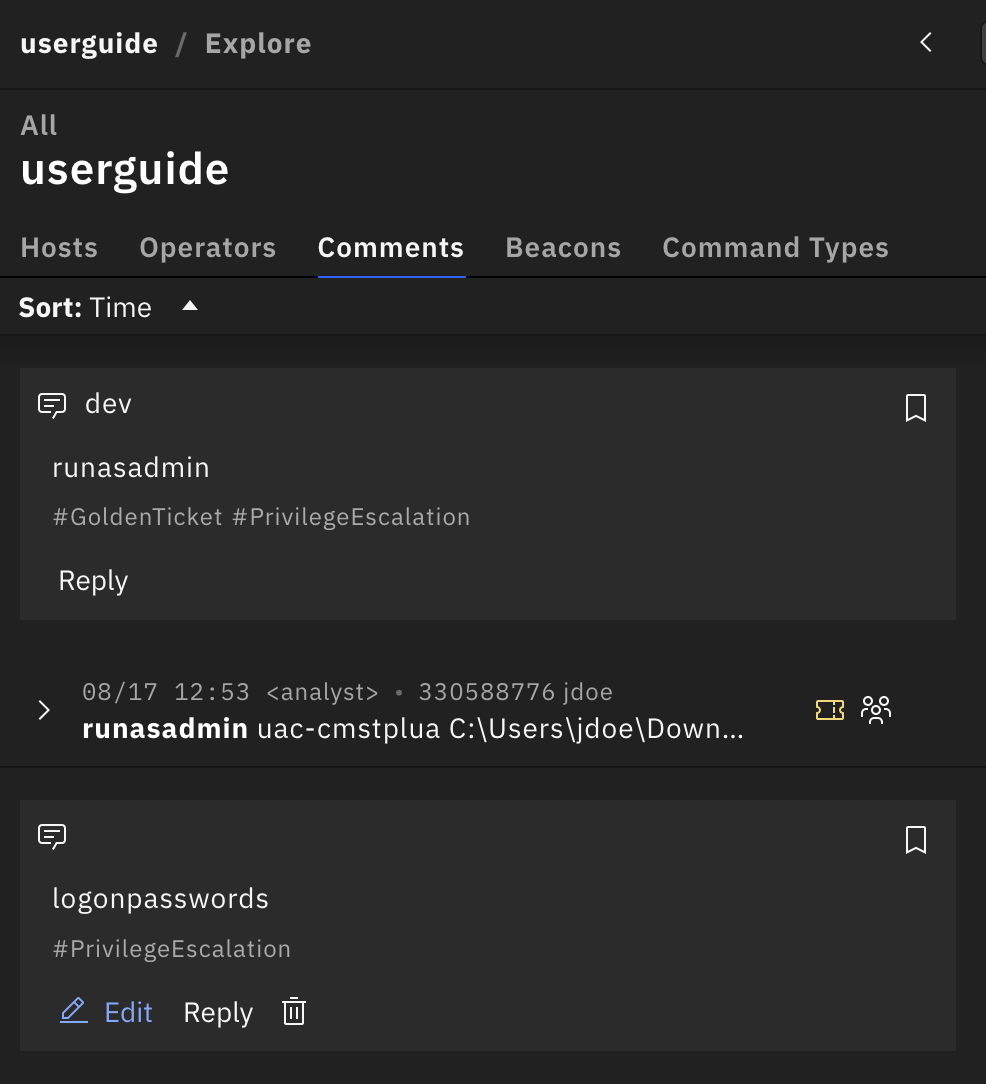 userguide / Explore
All
userguide
Hosts Operators Comments Beacons Command Types
Sort: Time
dev
runasadmin
#GoldenTicket #PrivilegeEscalation
Reply
08/17 12:53 <analyst> • 330588776 jdoe
runasadmin uac-cmstplua C:\Users\jdoe\Down...
logonpasswords
#PrivilegeEscalation
Edit Reply